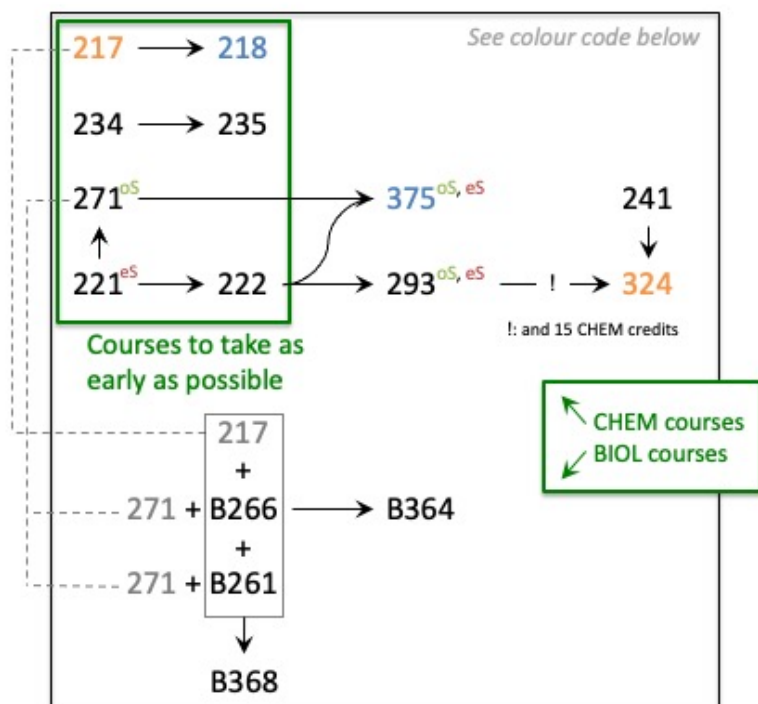 See colour code below
217 218
234 235
271oS 375oS, eS 241
221eS 222 293oS, eS ! 324
!: and 15 CHEM credits
Courses to take as
early as possible
CHEM courses
BIOL courses
217
+
271 + B266 B364
+
271 + B261
B368